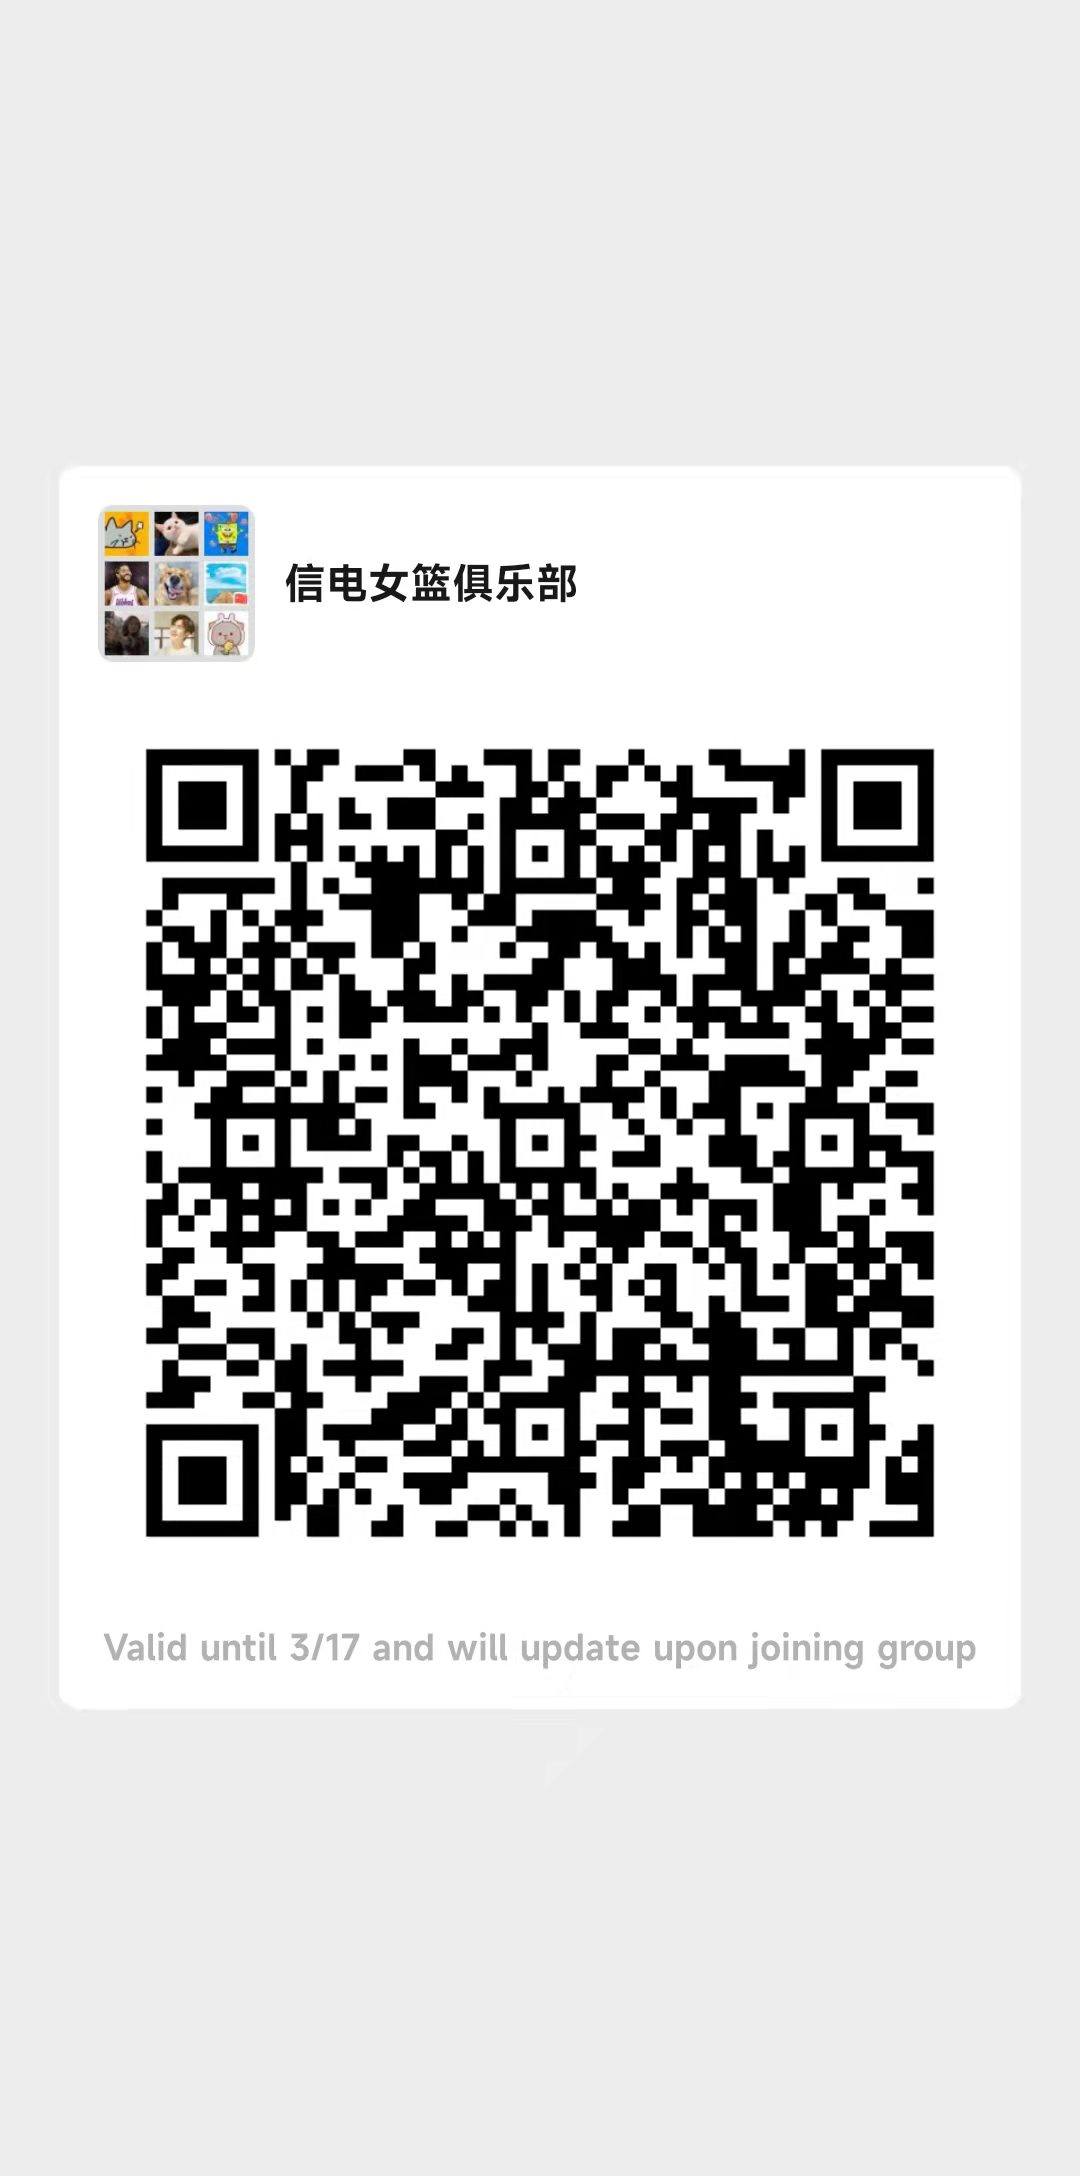 信电女篮俱乐部
Valid until 3/17 and will update upon joining group